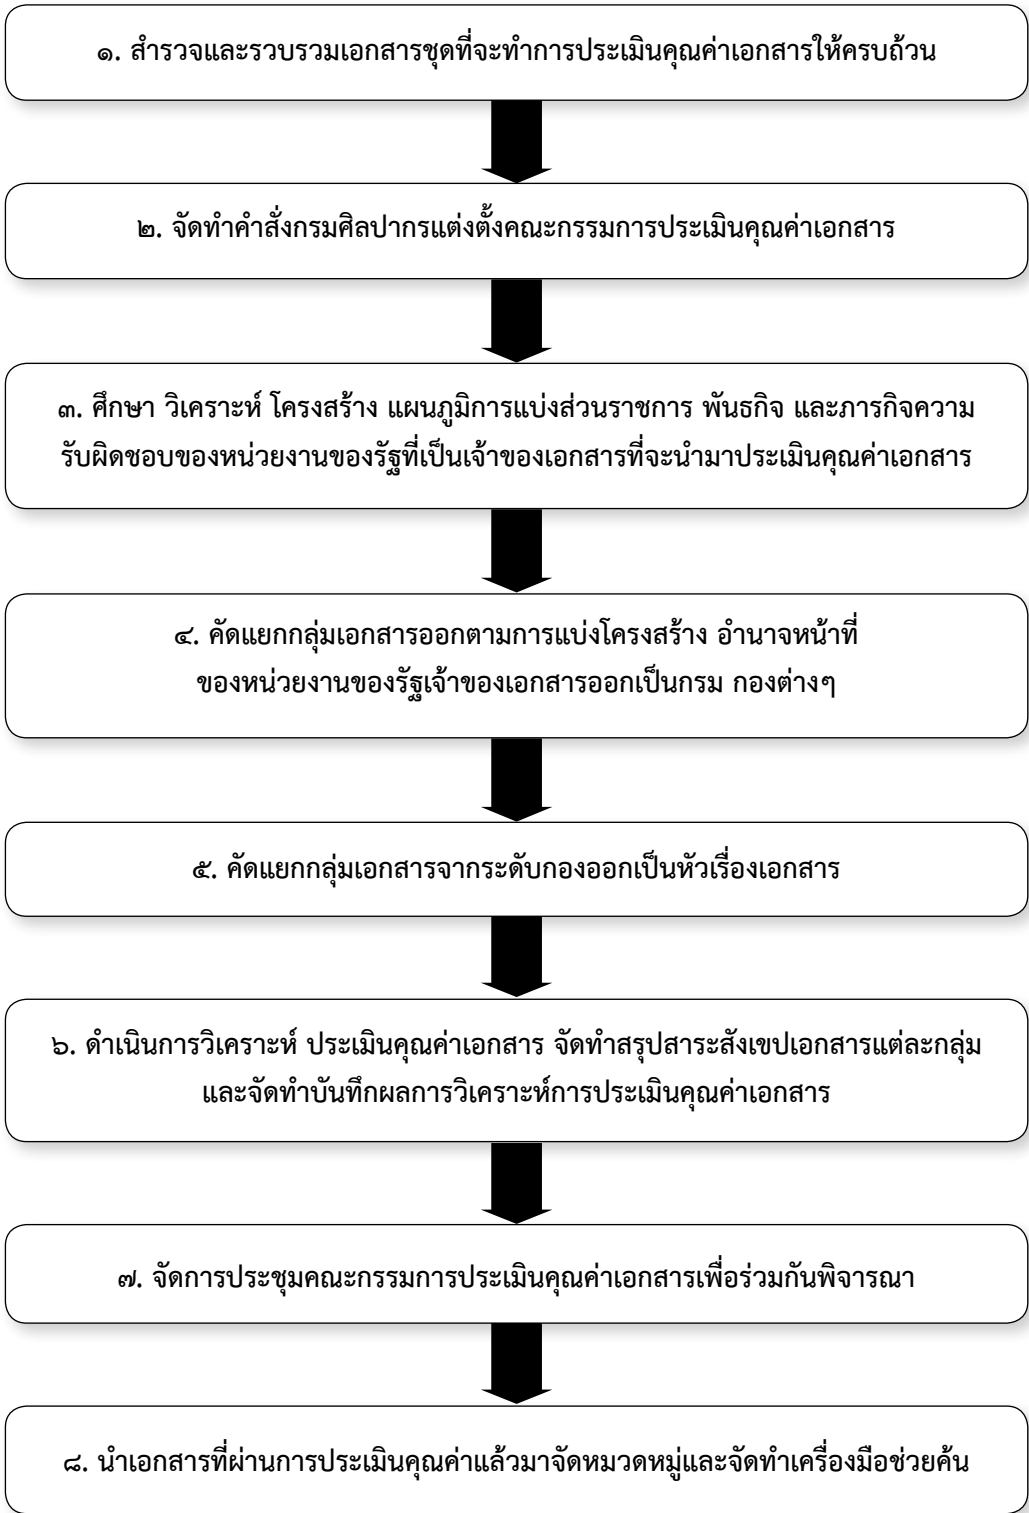 ๑. สำรวจและรวบรวมเอกสารชุดที่จะทำการประเมินคุณค่าเอกสารให้ครบถ้วน
๒. จัดทำคำสั่งกรมศิลปากรแต่งตั้งคณะกรรมการประเมินคุณค่าเอกสาร
๓. ศึกษา วิเคราะห์ โครงสร้าง แผนภูมิการแบ่งส่วนราชการ พันธกิจ และภารกิจความ
รับผิดชอบของหน่วยงานของรัฐที่เป็นเจ้าของเอกสารที่จะนำมาประเมินคุณค่าเอกสาร
๔. คัดแยกกลุ่มเอกสารออกตามการแบ่งโครงสร้าง อำนาจหน้าที่
ของหน่วยงานของรัฐเจ้าของเอกสารออกเป็นกรม กองต่างๆ
๕. คัดแยกกลุ่มเอกสารจากระดับกองออกเป็นหัวเรื่องเอกสาร
๖. ดำเนินการวิเคราะห์ ประเมินคุณค่าเอกสาร จัดทำสรุปสาระสังเขปเอกสารแต่ละกลุ่ม
และจัดทำบันทึกผลการวิเคราะห์การประเมินคุณค่าเอกสาร
๗. จัดการประชุมคณะกรรมการประเมินคุณค่าเอกสารเพื่อร่วมกันพิจารณา
๘. นำเอกสารที่ผ่านการประเมินคุณค่าแล้วมาจัดหมวดหมู่และจัดทำเครื่องมือช่วยค้น